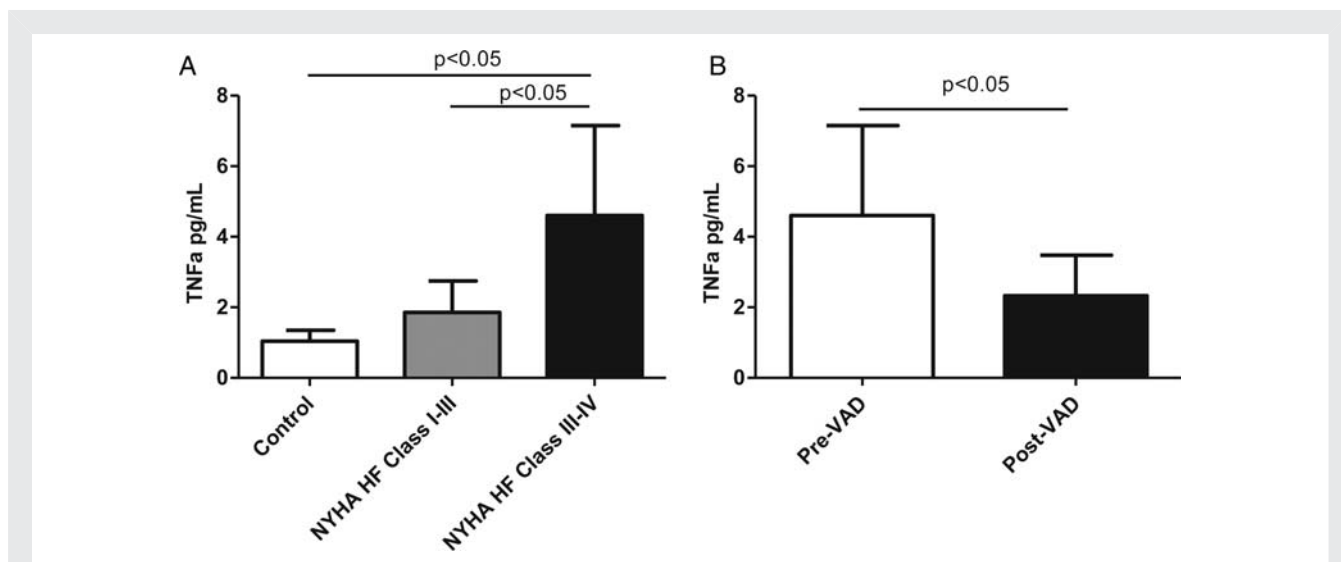 A
p<0.05
p<0.05
8
6
4
2
0
TNFa pg/mL
Control
NYHA HF Class I-III
NYHA HF Class III-IV
B
p<0.05
8
6
4
2
0
TNFa pg/mL
Pre-VAD
Post-VAD